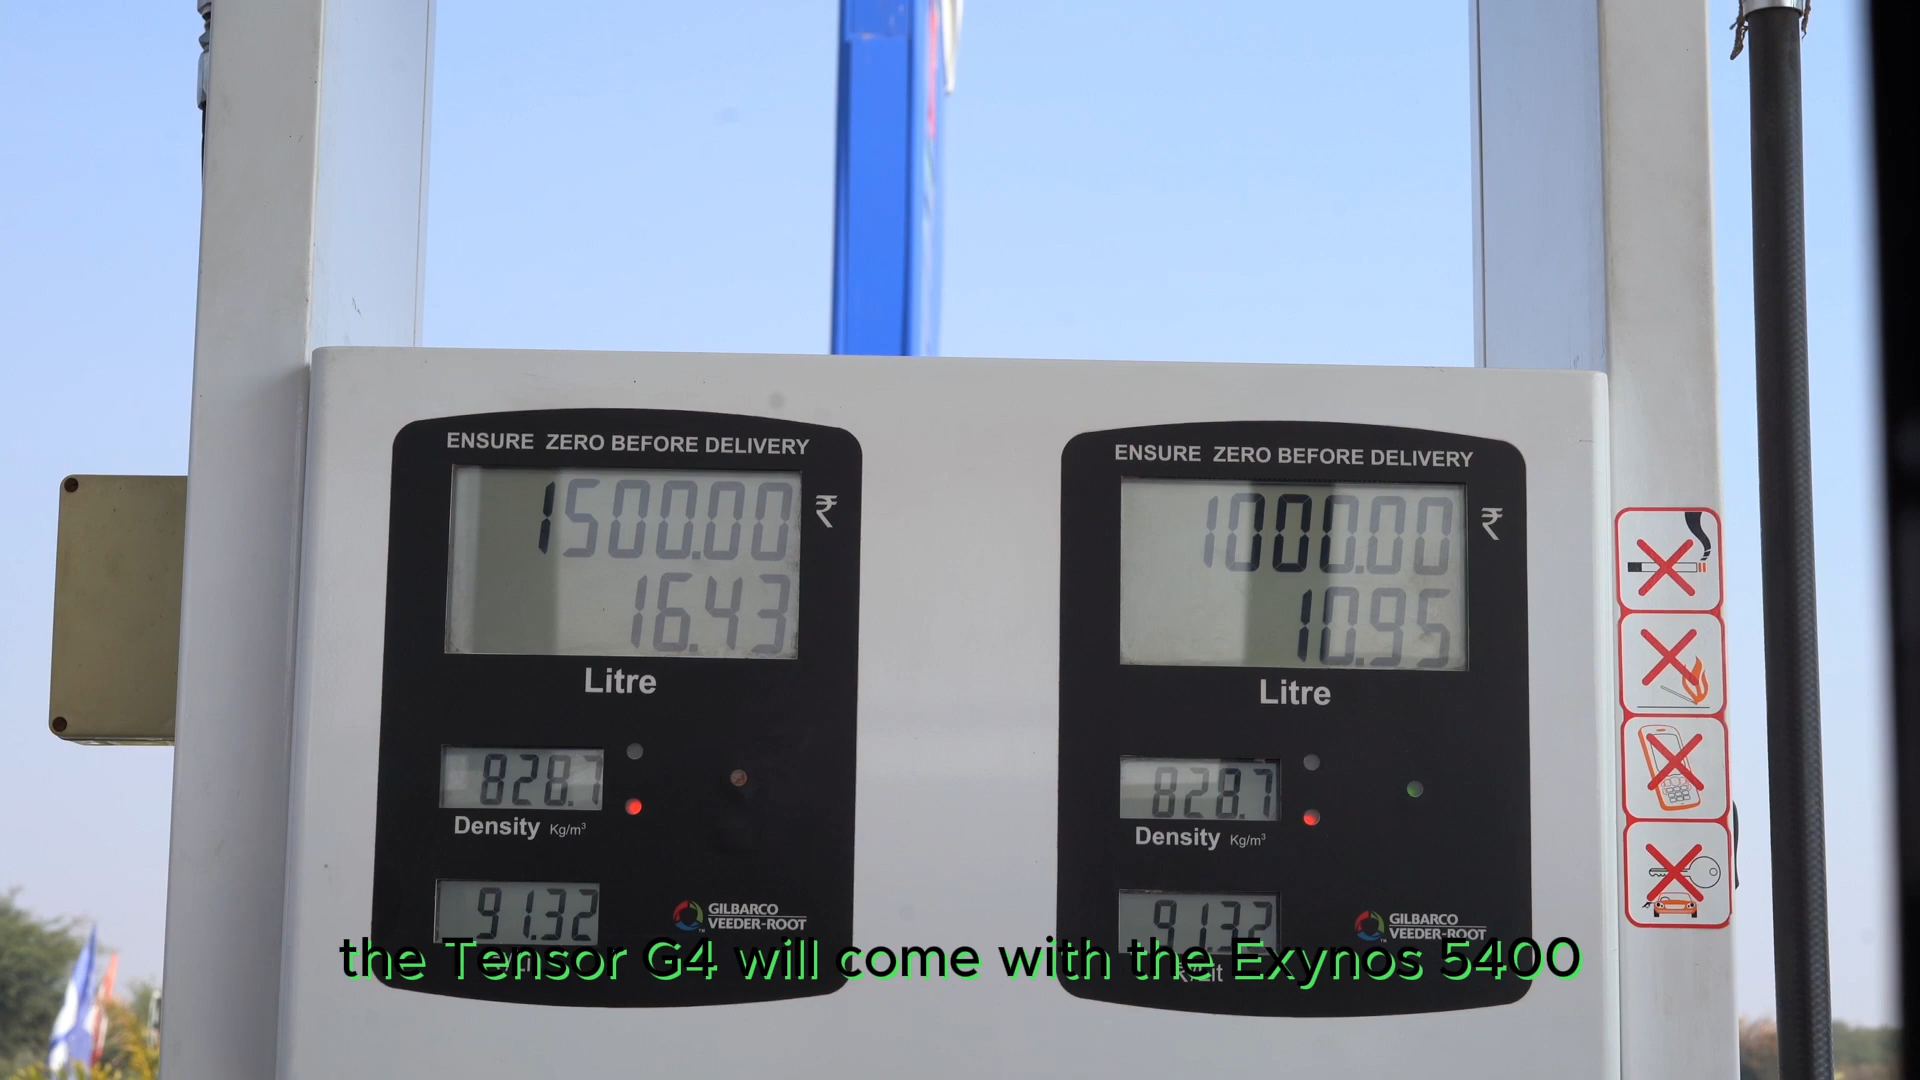 ENSURE ZERO BEFORE DELIVERY
1500.00 ₹
16.43
Litre
828.7
Density Kg/m³
91.32
GILBARCO
VEEDER-ROOT
ENSURE ZERO BEFORE DELIVERY
1000.00 ₹
10.95
Litre
828.7
Density Kg/m³
91.32
GILBARCO
VEEDER-ROOT
the Tensor G4 will come with the Exynos 5400